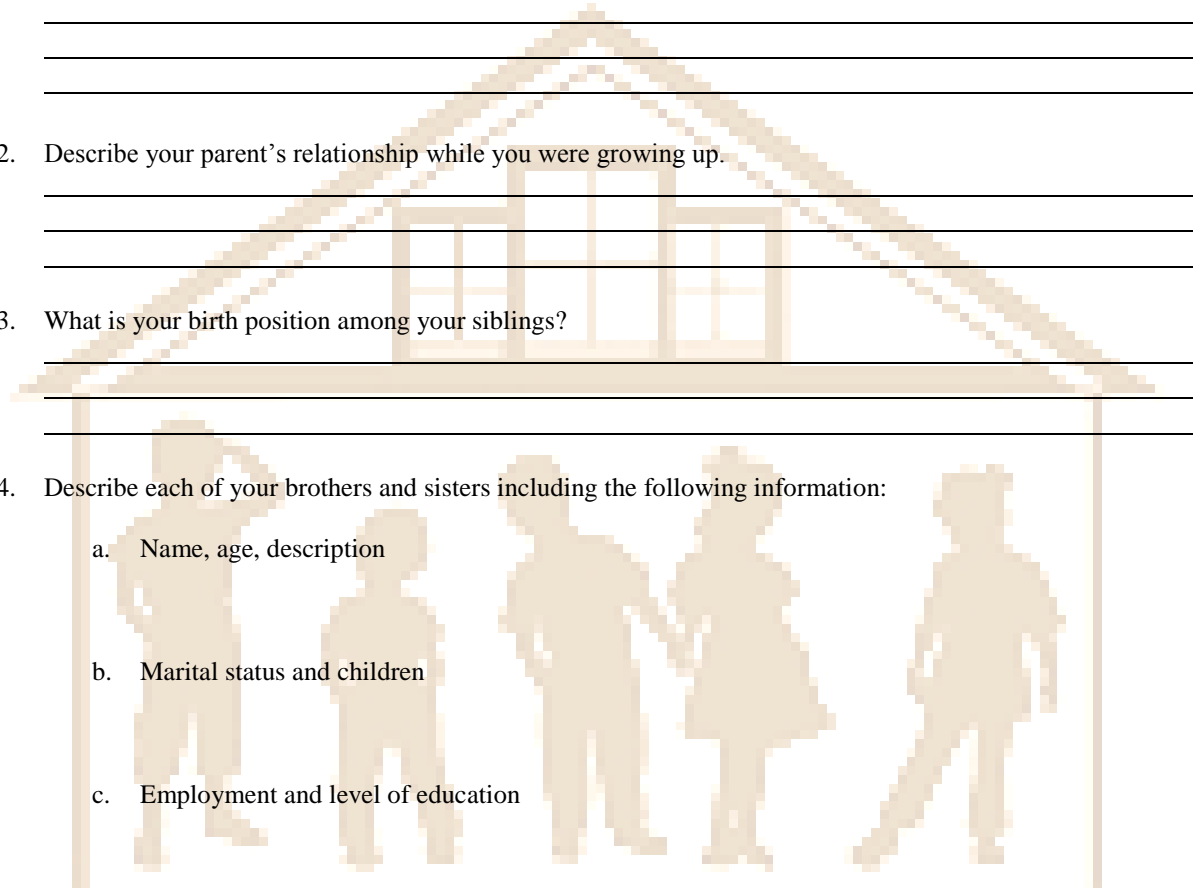 2. Describe your parent’s relationship while you were growing up.
3. What is your birth position among your siblings?
4. Describe each of your brothers and sisters including the following information:
a. Name, age, description
b. Marital status and children
c. Employment and level of education